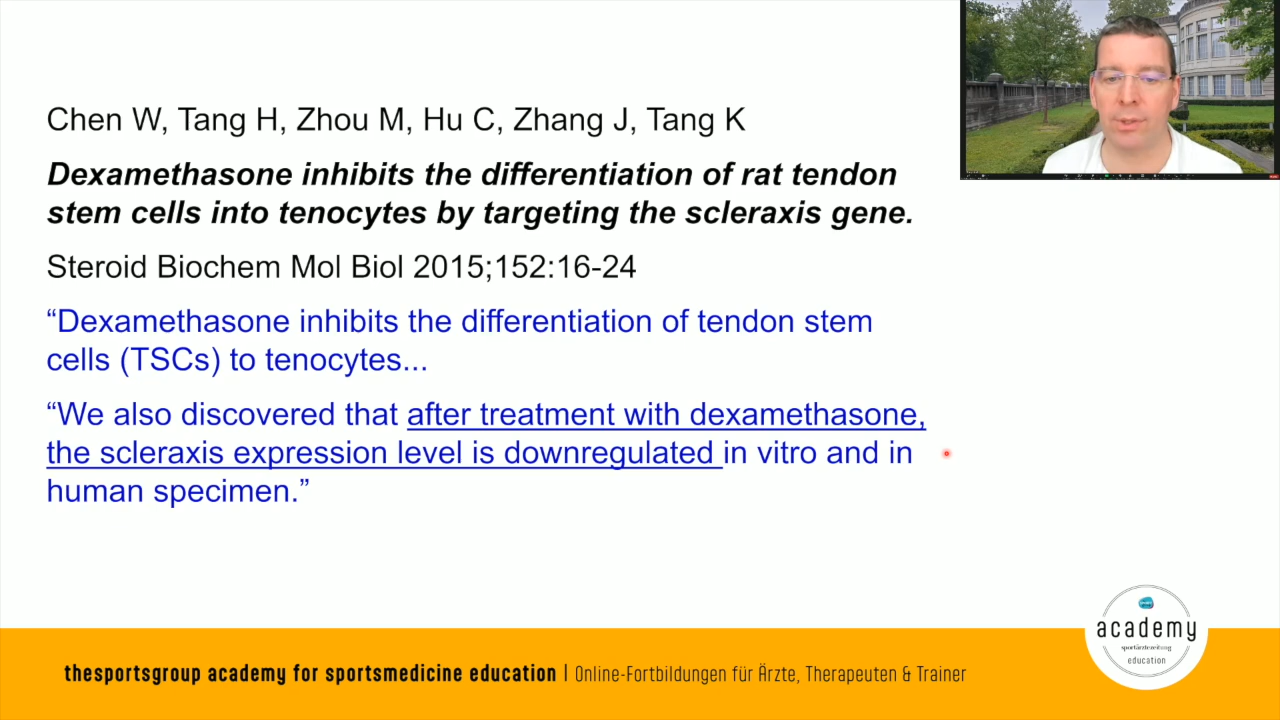 Chen W, Tang H, Zhou M, Hu C, Zhang J, Tang K
Dexamethasone inhibits the differentiation of rat tendon
stem cells into tenocytes by targeting the scleraxis gene.
Steroid Biochem Mol Biol 2015;152:16-24
“Dexamethasone inhibits the differentiation of tendon stem
cells (TSCs) to tenocytes...
“We also discovered that after treatment with dexamethasone,
the scleraxis expression level is downregulated in vitro and in
human specimen.”
academy
sportärztezeitung
education
thesportsgroup academy for sportsmedicine education | Online-Fortbildungen für Ärzte, Therapeuten & Trainer